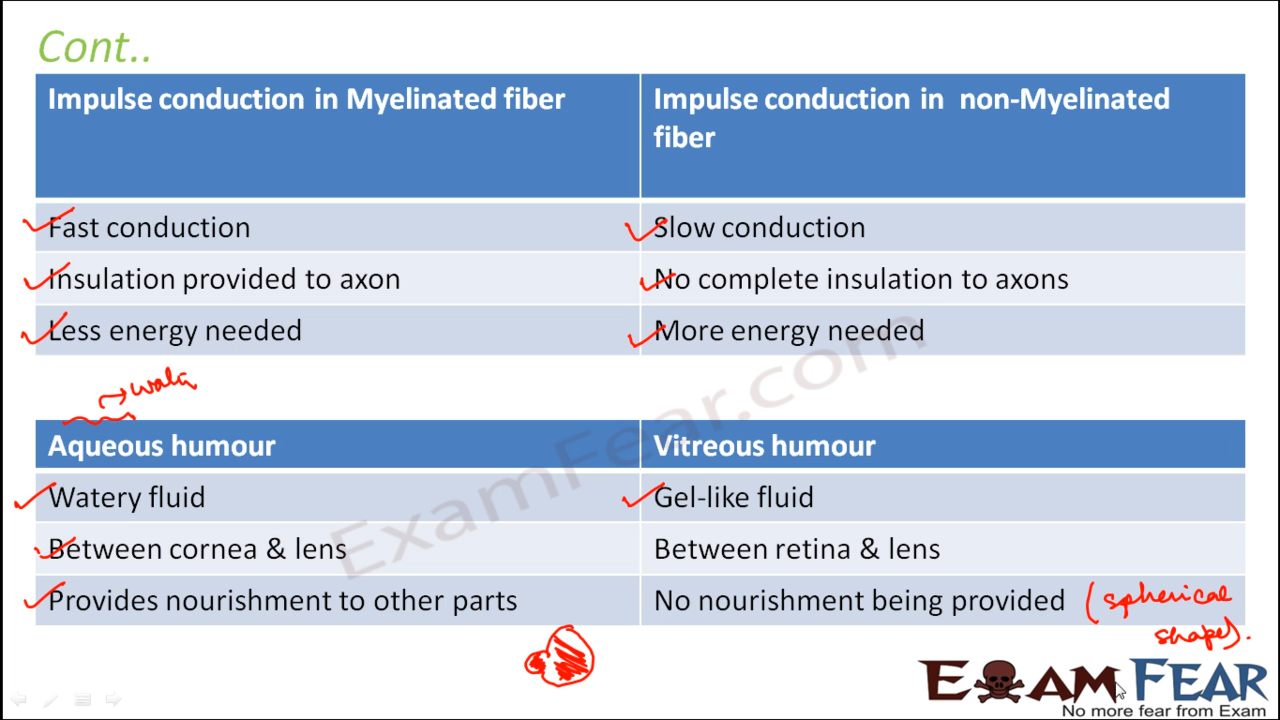 Cont..
Impulse conduction in Myelinated fiber
Impulse conduction in non-Myelinated
fiber
Fast conduction
Slow conduction
Insulation provided to axon
No complete insulation to axons
Less energy needed
More energy needed
Aqueous humour
Vitreous humour
Watery fluid
Gel-like fluid
Between cornea & lens
Between retina & lens
Provides nourishment to other parts
No nourishment being provided
(spherical
shape).
ExamFear.com
EXAMFEAR
No more fear from Exam